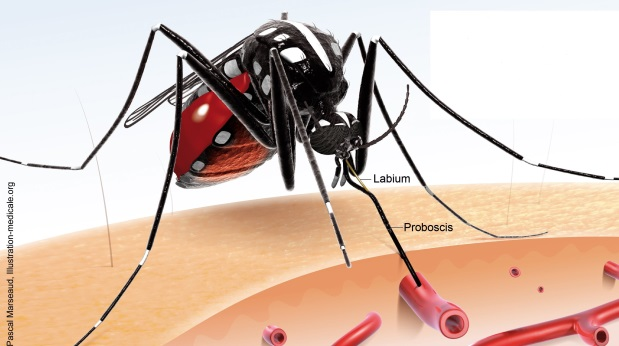 Labium
Proboscis
Pascal Marseaud, Illustration-medicale.org